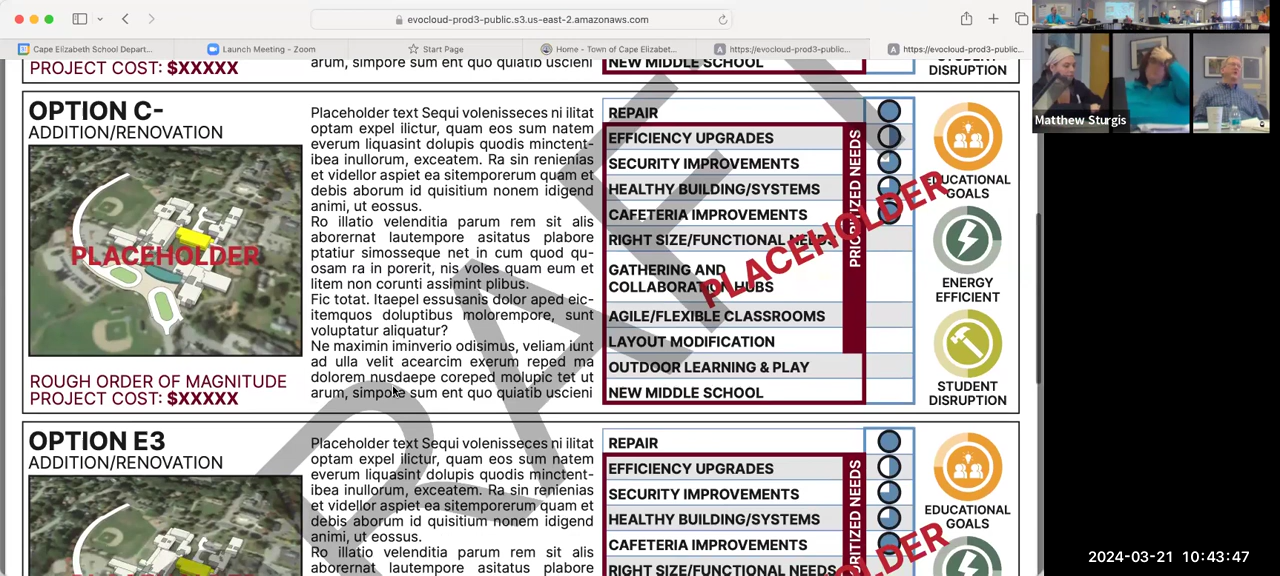 evocloud-prod3-public.s3.us-east-2.amazonaws.com
Cape Elizabeth School Depart...
Launch Meeting - Zoom
Start Page
Home - Town of Cape Elizabet...
https://evocloud-prod3-public...
https://evocloud-prod3-public...
PROJECT COST: $XXXXX
arum, simpore sum ent quo quiatib uscieni
NEW MIDDLE SCHOOL
STUDENT
DISRUPTION
OPTION C-
ADDITION/RENOVATION
PLACEHOLDER
ROUGH ORDER OF MAGNITUDE
PROJECT COST: $XXXXX
Placeholder text Sequi volenisseces ni ilitat
optam expel ilictur, quam eos sum natem
everum liquasint dolupis quodis minctent-
ibea inullorum, exceatem. Ra sin renienias
et videllor aspiet ea sitemporerum quam et
debis aborum id quisitium nonem idigend
animi, ut eossus.
Ro illatio velenditia parum rem sit alis
aborernat lautempore asitatus plabore
ptatiur simosseque net in cum quod qu-
osam ra in porerit, nis voles quam eum et
litem non corunti assimint plibus.
Fic totat. Itaepel essusanis dolor aped eic-
itemquos doluptibus molorempore, sunt
voluptatur aliquatur?
Ne maximin iminverio odisimus, veliam iunt
ad ulla velit acearcim exerum reped ma
dolorem nusdaepe coreped molupic tet ut
arum, simpore sum ent quo quiatib uscieni
REPAIR
EFFICIENCY UPGRADES
SECURITY IMPROVEMENTS
HEALTHY BUILDING/SYSTEMS
CAFETERIA IMPROVEMENTS
RIGHT SIZE/FUNCTIONAL NEEDS
GATHERING AND
COLLABORATION HUBS
AGILE/FLEXIBLE CLASSROOMS
LAYOUT MODIFICATION
OUTDOOR LEARNING & PLAY
NEW MIDDLE SCHOOL
PRIORITIZED NEEDS
PLACEHOLDER
EDUCATIONAL
GOALS
ENERGY
EFFICIENT
STUDENT
DISRUPTION
OPTION E3
ADDITION/RENOVATION
Placeholder text Sequi volenisseces ni ilitat
optam expel ilictur, quam eos sum natem
everum liquasint dolupis quodis minctent-
ibea inullorum, exceatem. Ra sin renienias
et videllor aspiet ea sitemporerum quam et
debis aborum id quisitium nonem idigend
animi, ut eossus.
Ro illatio velenditia parum rem sit alis
aborernat lautempore asitatus plabore
REPAIR
EFFICIENCY UPGRADES
SECURITY IMPROVEMENTS
HEALTHY BUILDING/SYSTEMS
CAFETERIA IMPROVEMENTS
RIGHT SIZE/FUNCTIONAL NEEDS
EDUCATIONAL
GOALS
Matthew Sturgis
2024-03-21 10:43:47